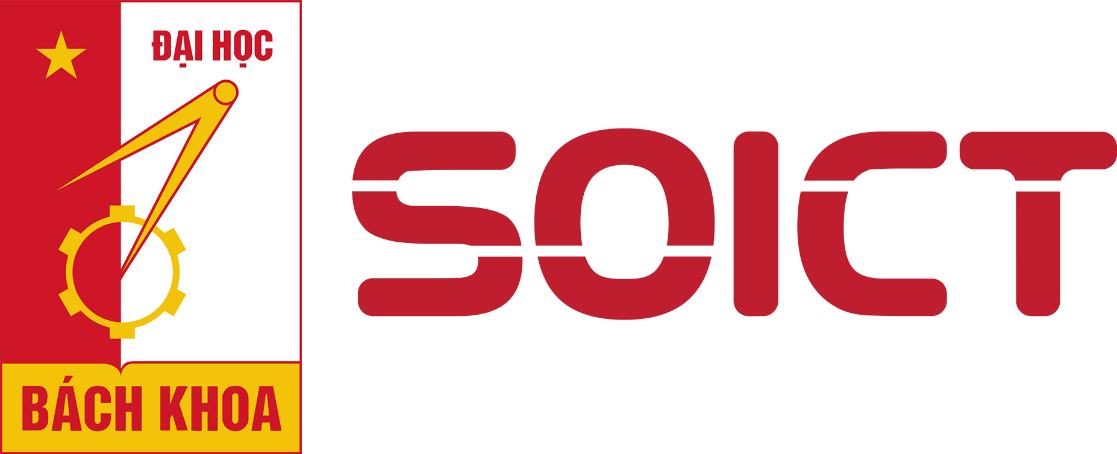 ĐẠI HỌC
BÁCH KHOA
SOICT